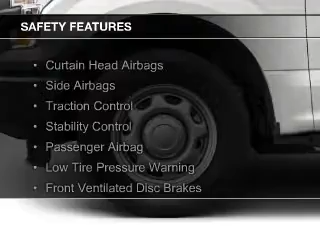 SAFETY FEATURES
• Curtain Head Airbags
• Side Airbags
• Traction Control
• Stability Control
• Passenger Airbag
• Low Tire Pressure Warning
• Front Ventilated Disc Brakes